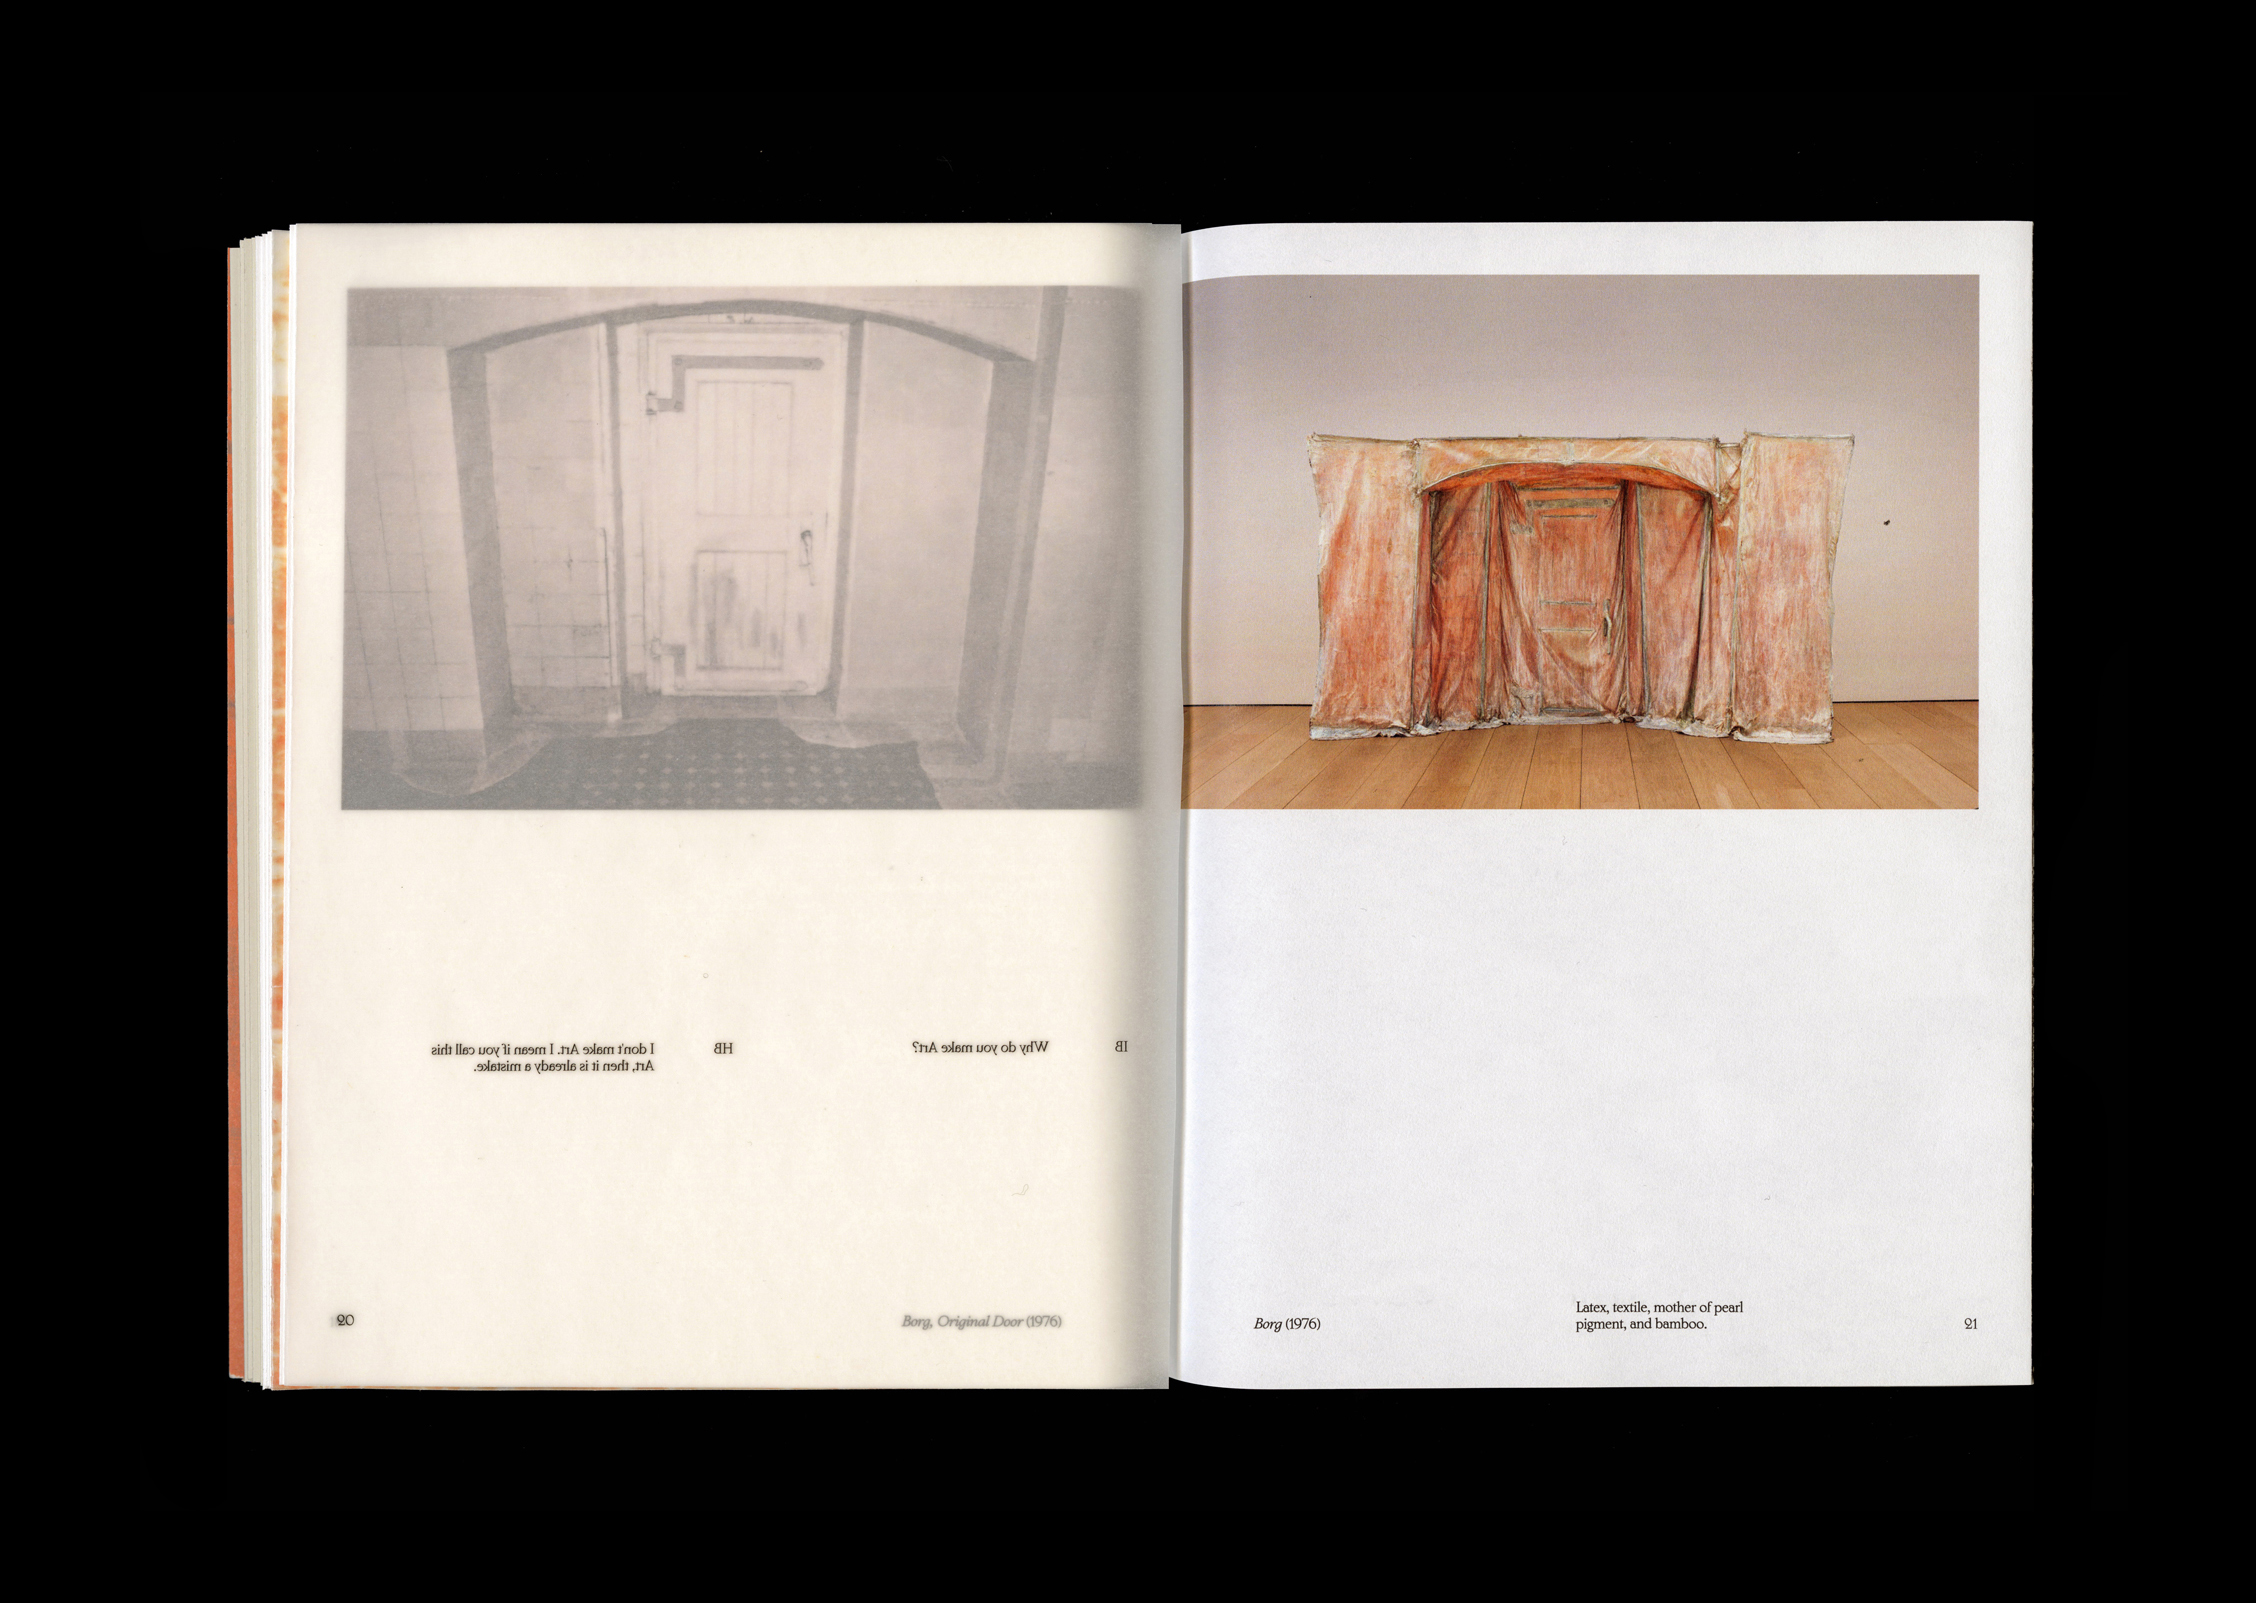 IB
Why do you make Art?
HB
I don't make Art. I mean if you call this
Art, then it is already a mistake.
20
Borg, Original Door (1976)
Borg (1976)
Latex, textile, mother of pearl
pigment, and bamboo.
21